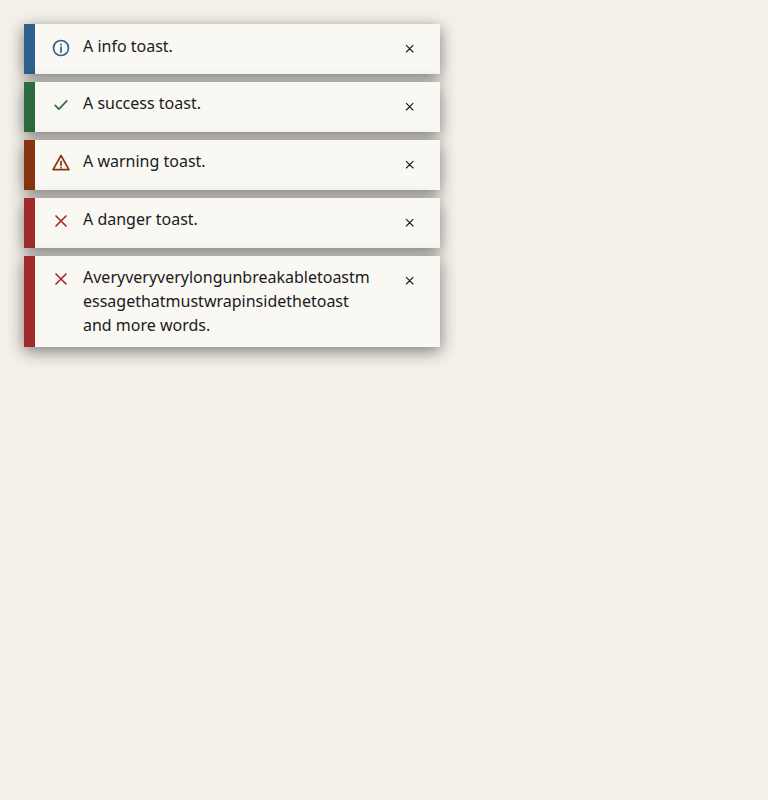 A info toast.
A success toast.
A warning toast.
A danger toast.
Averyveryverylongunbreakabletoastm
essagethatmustwrapinsidethetoast
and more words.